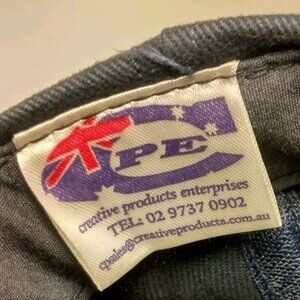 CPE
creative products enterprises
TEL: 02 9737 0902
cpsales@creativeproducts.com.au